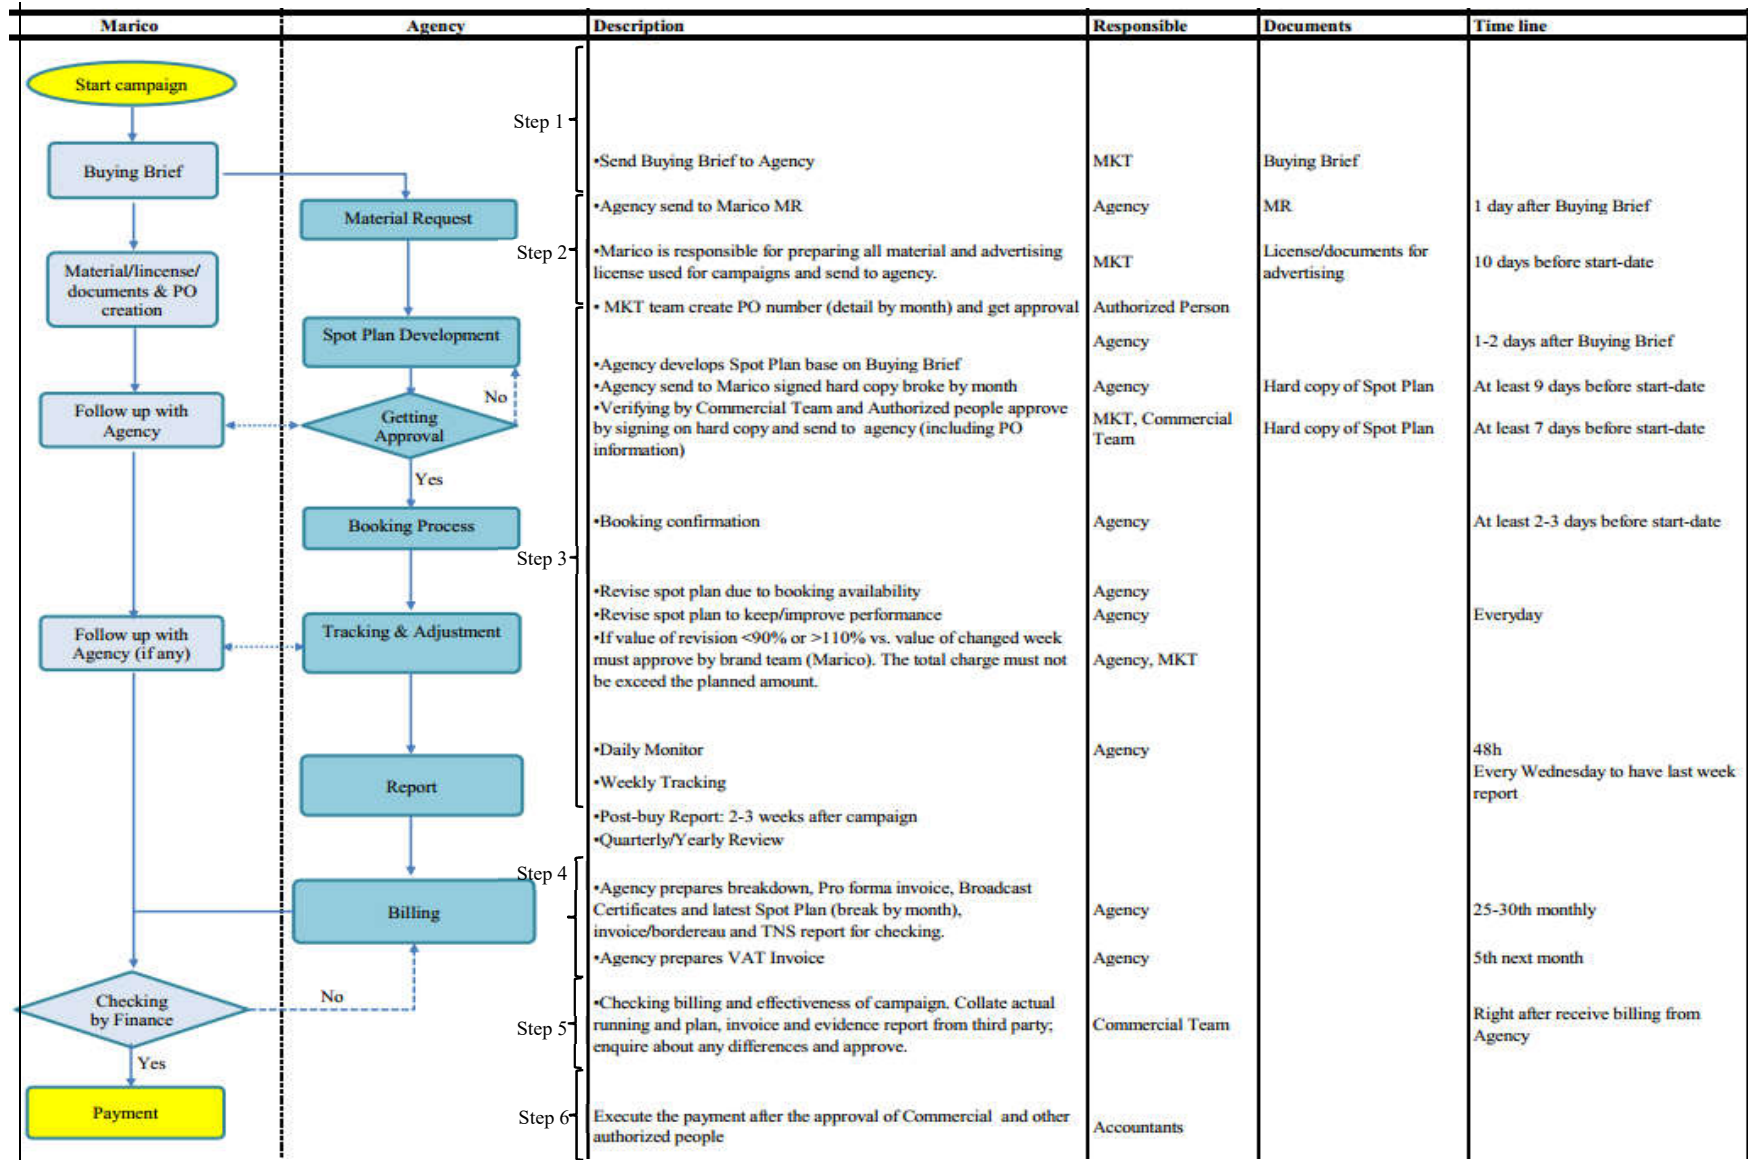 Marico Agency Description Responsible Documents Time line
Start campaign
Step 1
Buying Brief
•Send Buying Brief to Agency MKT Buying Brief
Material Request
•Agency send to Marico MR Agency MR 1 day after Buying Brief
Step 2
Material/lincense/
documents & PO
creation
•Marico is responsible for preparing all material and advertising
license used for campaigns and send to agency.
MKT
License/documents for
advertising
10 days before start-date
• MKT team create PO number (detail by month) and get approval Authorized Person
Spot Plan Development
Agency 1-2 days after Buying Brief
•Agency develops Spot Plan base on Buying Brief
•Agency send to Marico signed hard copy broke by month Agency Hard copy of Spot Plan At least 9 days before start-date
No
Follow up with
Agency
Getting
Approval
•Verifying by Commercial Team and Authorized people approve
by signing on hard copy and send to agency (including PO
information)
MKT, Commercial
Team
Hard copy of Spot Plan At least 7 days before start-date
Yes
Booking Process
•Booking confirmation Agency At least 2-3 days before start-date
Step 3
•Revise spot plan due to booking availability Agency
•Revise spot plan to keep/improve performance Agency Everyday
Follow up with
Agency (if any)
Tracking & Adjustment
•If value of revision <90% or >110% vs. value of changed week
must approve by brand team (Marico). The total charge must not
be exceed the planned amount.
Agency, MKT
Report
•Daily Monitor Agency 48h
•Weekly Tracking
Every Wednesday to have last week
report
•Post-buy Report: 2-3 weeks after campaign
•Quarterly/Yearly Review
Step 4
Billing
•Agency prepares breakdown, Pro forma invoice, Broadcast
Certificates and latest Spot Plan (break by month),
invoice/bordereau and TNS report for checking.
Agency 25-30th monthly
•Agency prepares VAT Invoice Agency 5th next month
Checking
by Finance
No
Step 5
•Checking billing and effectiveness of campaign. Collate actual
running and plan, invoice and evidence report from third party;
enquire about any differences and approve.
Commercial Team
Right after receive billing from
Agency
Yes
Payment
Step 6
Execute the payment after the approval of Commercial and other
authorized people
Accountants